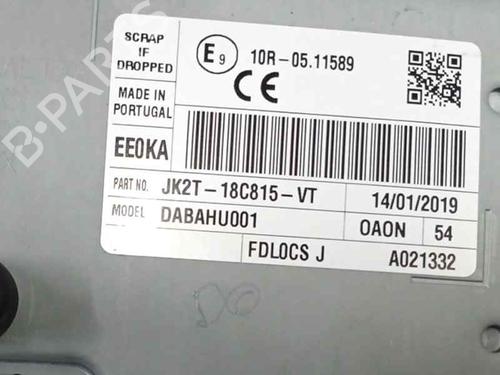 SCRAP
IF
DROPPED
E9
10R-05.11589
CE
MADE IN
PORTUGAL
EE0KA
PART NO. JK2T-18C815-VT 14/01/2019
MODEL DABAHU001 0A0N 54
FDL0CS J A021332
B-PARTS